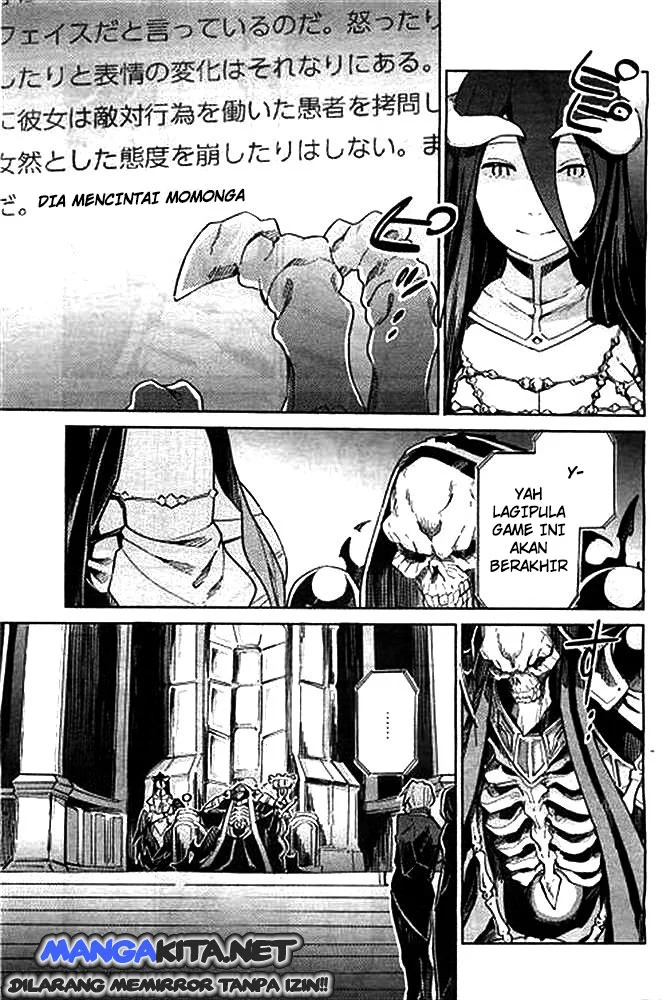 フェイスだと言っているのだ。怒ったり
したりと表情の変化はそれなりにある。
に彼女は敵対行為を働いた愚者を拷問し
然とした態度を崩したりはしない。ま
だ。 DIA MENCINTAI MOMONGA
Y-
YAH
LAGIPULA
GAME INI
AKAN
BERAKHIR
.......
MANGAKITA.NET
DILARANG MEMIRROR TANPA IZIN!!